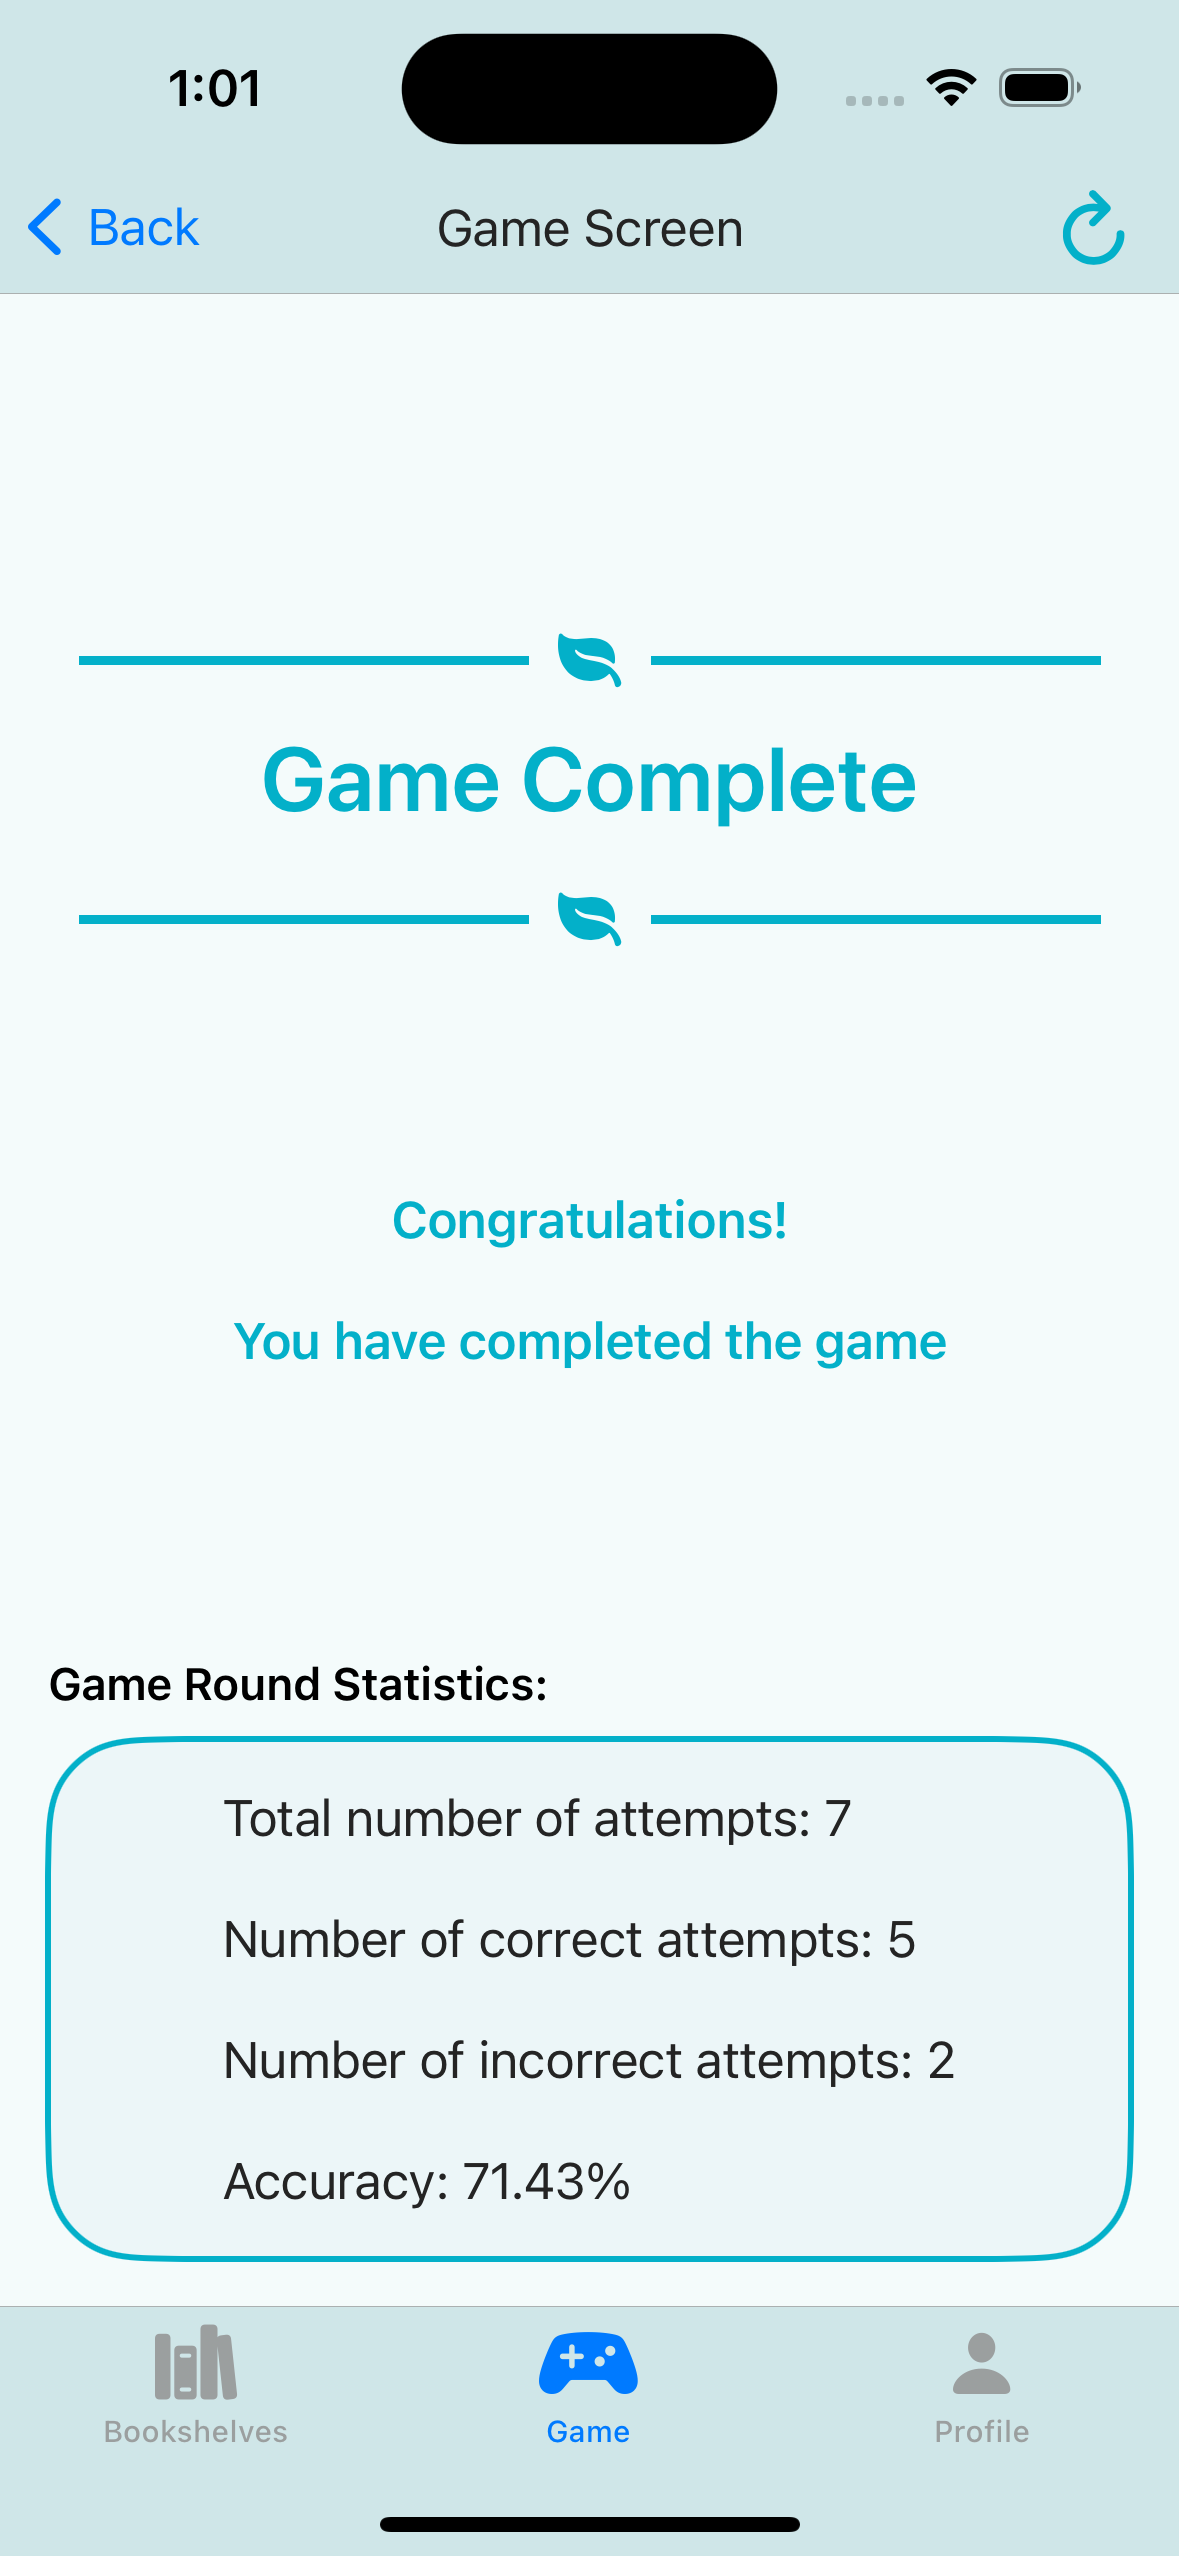 1:01
Back
Game Screen
Game Complete
Congratulations!
You have completed the game
Game Round Statistics:
Total number of attempts: 7
Number of correct attempts: 5
Number of incorrect attempts: 2
Accuracy: 71.43%
Bookshelves
Game
Profile